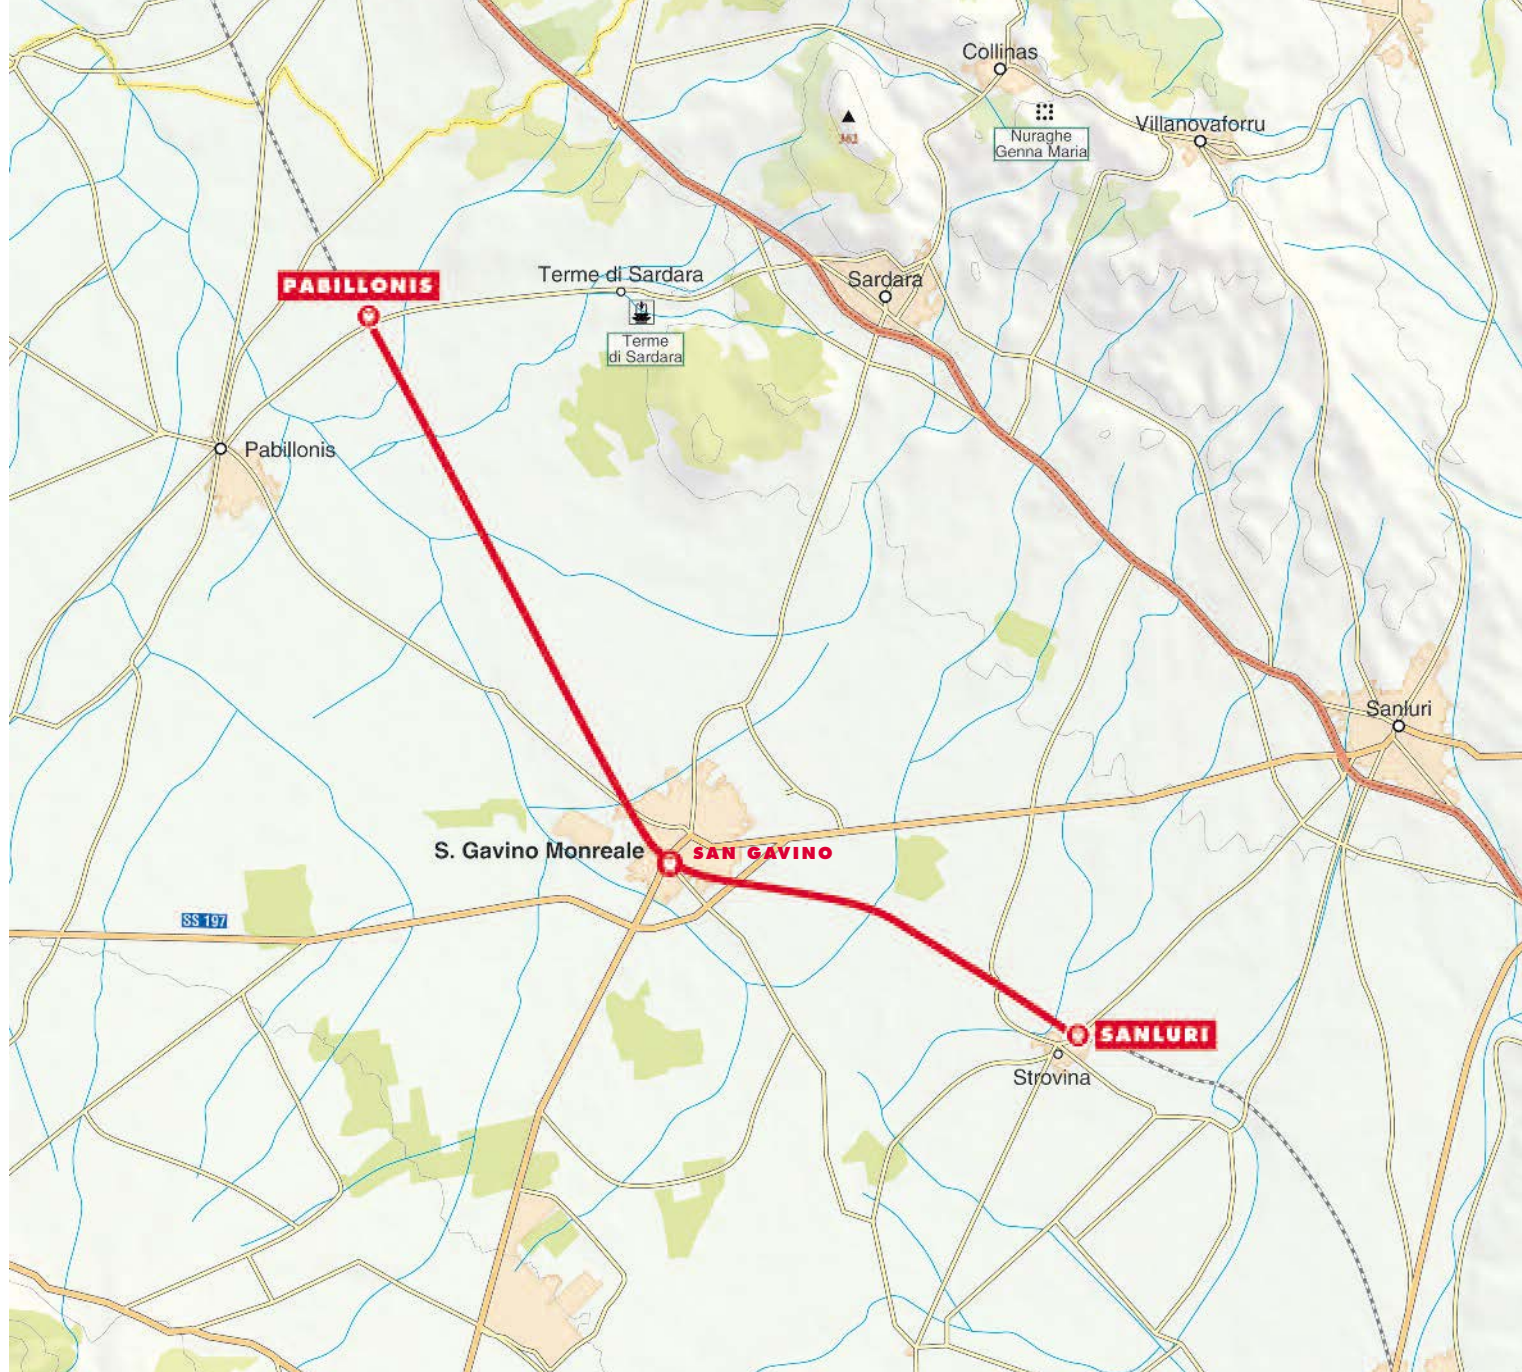 Collinas
Nuraghe
Genna Maria
Villanovaforru
PABILLONIS
Terme di Sardara
Terme
di Sardara
Sardara
Pabillonis
Sanluri
S. Gavino Monreale
SAN GAVINO
SS 197
SANLURI
Strovina